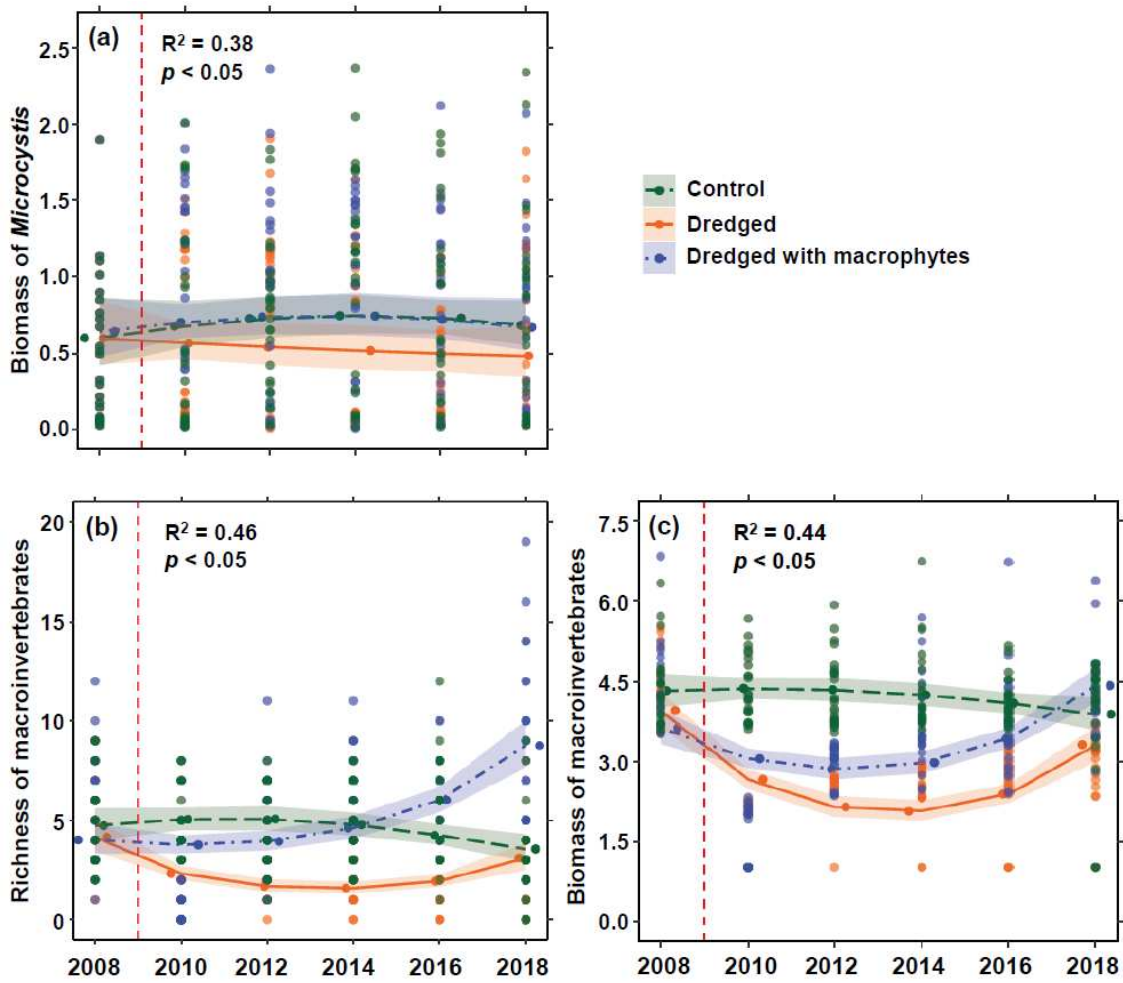 (a)
R² = 0.38
p < 0.05
2.5
2.0
1.5
1.0
0.5
0.0
Biomass of Microcystis
Control
Dredged
Dredged with macrophytes
(b)
R² = 0.46
p < 0.05
20
15
10
5
0
Richness of macroinvertebrates
2008 2010 2012 2014 2016 2018
(c)
R² = 0.44
p < 0.05
7.5
6.0
4.5
3.0
1.5
0.0
Biomass of macroinvertebrates
2008 2010 2012 2014 2016 2018